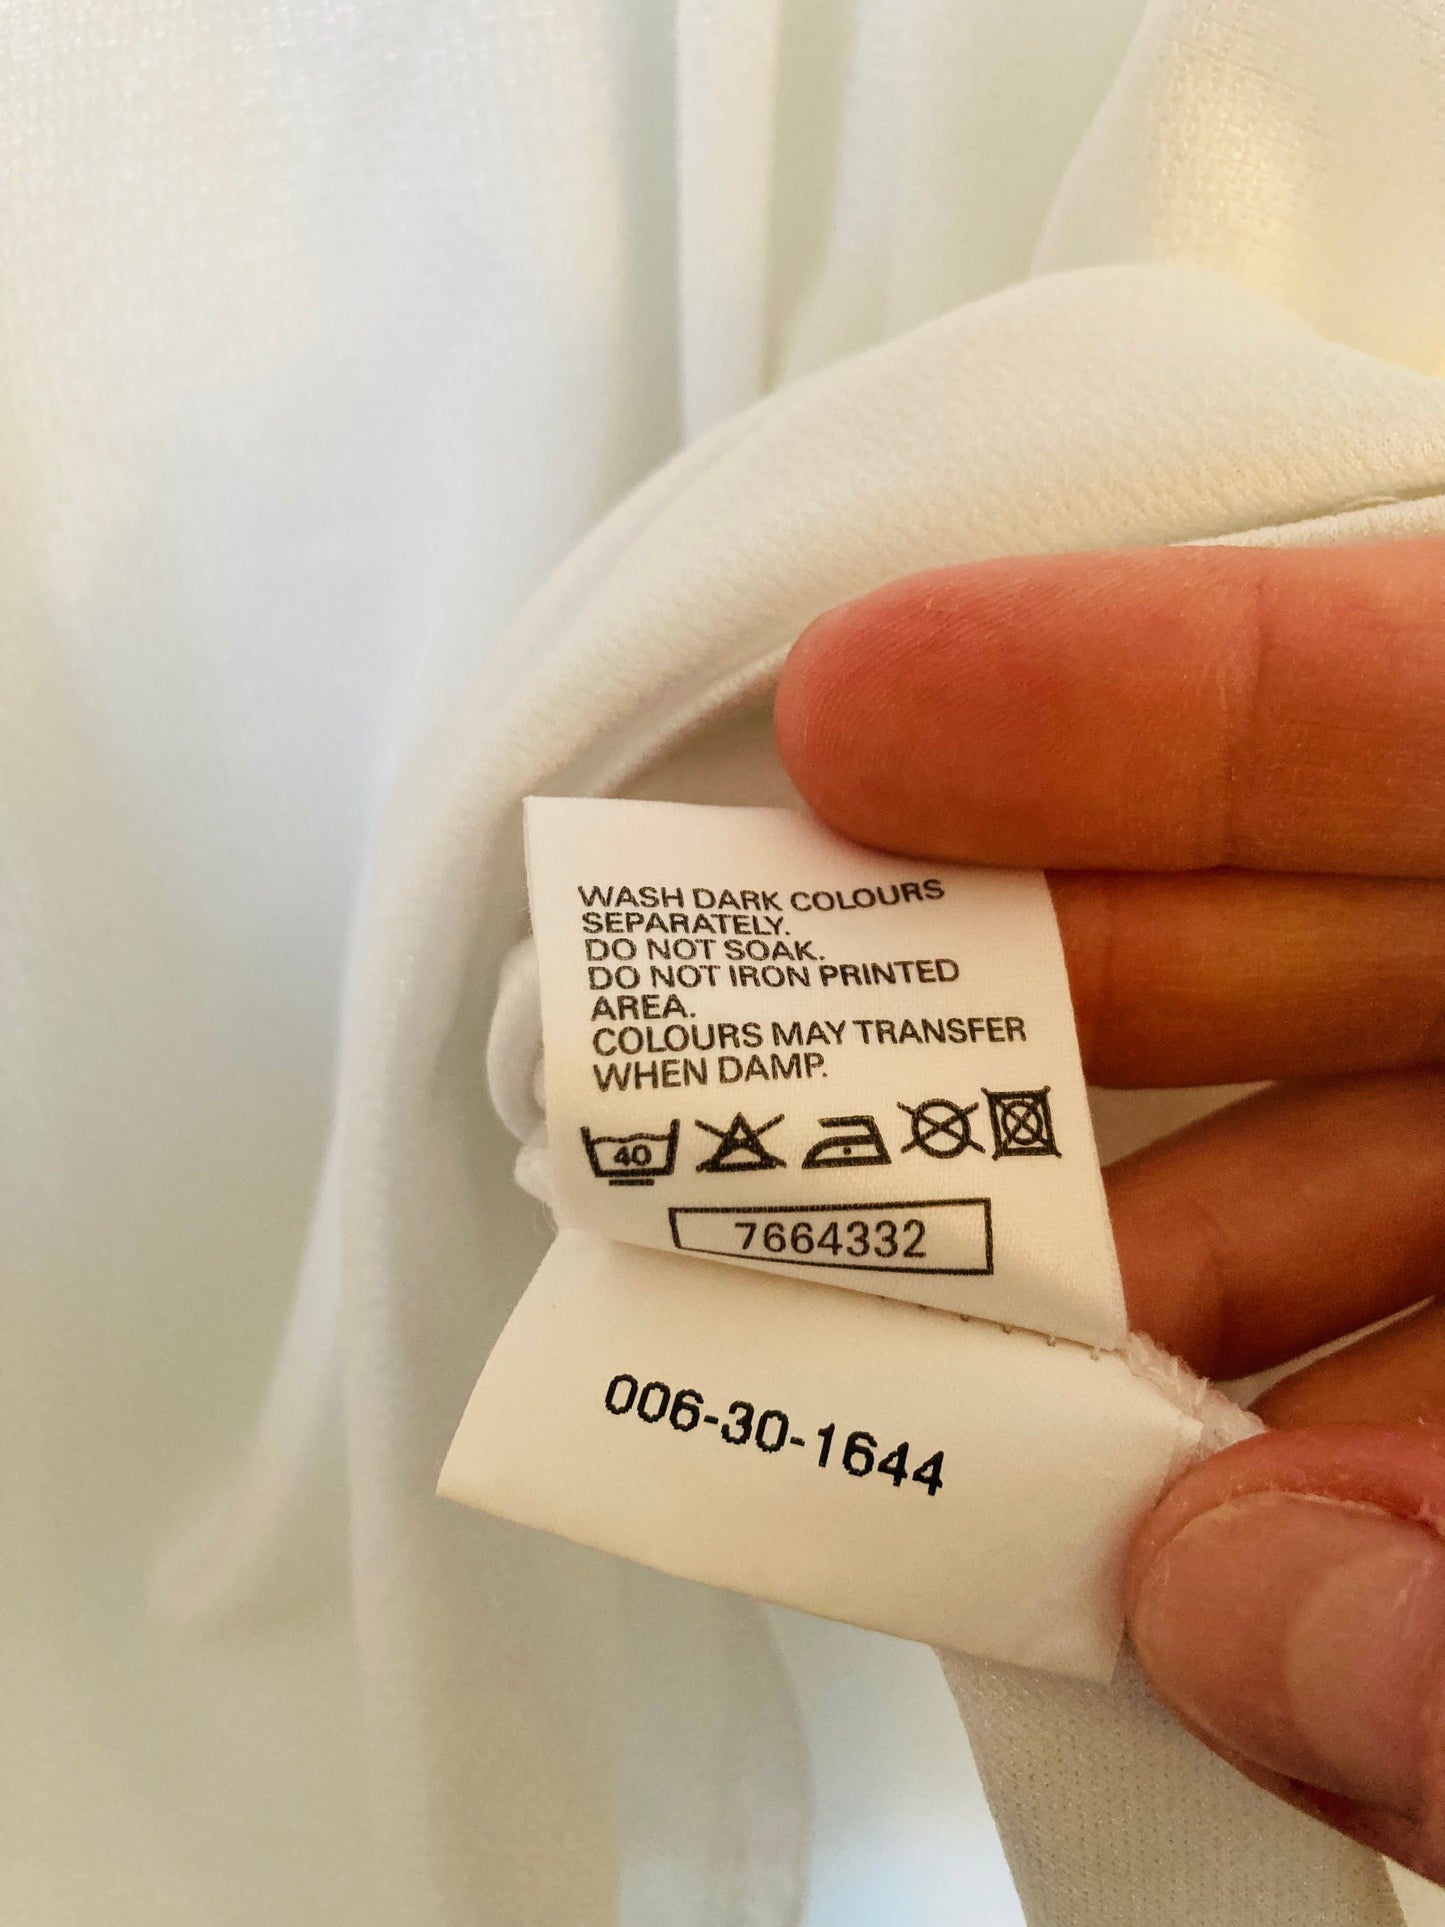 WASH DARK COLOURS
SEPARATELY.
DO NOT SOAK.
DO NOT IRON PRINTED
AREA.
COLOURS MAY TRANSFER
WHEN DAMP.
40
7664332
006-30-1644